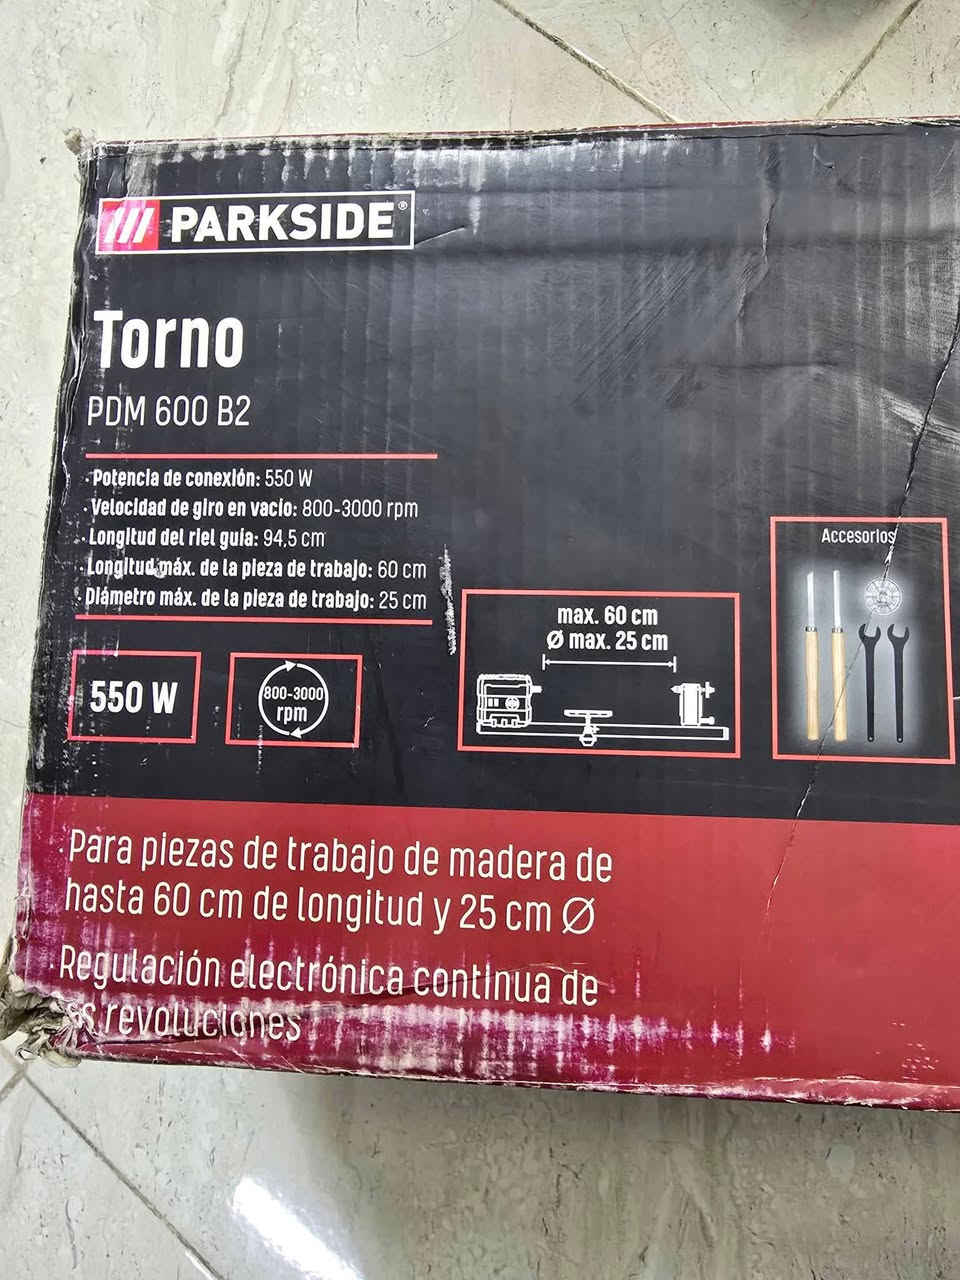 PARKSIDE®
Torno
PDM 600 B2
· Potencia de conexión: 550 W
· Velocidad de giro en vacío: 800-3000 rpm
· Longitud del riel guía: 94,5 cm
· Longitud máx. de la pieza de trabajo: 60 cm
· Diámetro máx. de la pieza de trabajo: 25 cm
550 W
800-3000
rpm
max. 60 cm
Ø max. 25 cm
Accesorios
· Para piezas de trabajo de madera de
hasta 60 cm de longitud y 25 cm Ø
· Regulación electrónica continua de
revoluciones